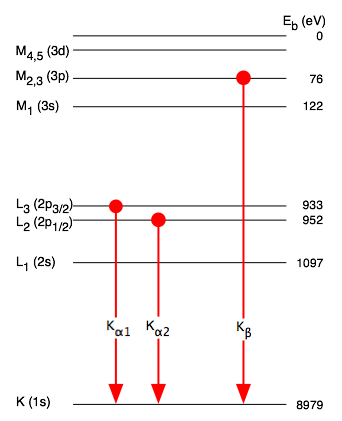 E_b (eV)
0
M_4,5 (3d)
M_2,3 (3p) 76
M_1 (3s) 122
L_3 (2p_3/2) 933
L_2 (2p_1/2) 952
L_1 (2s) 1097
K_α1 K_α2 K_β
K (1s) 8979